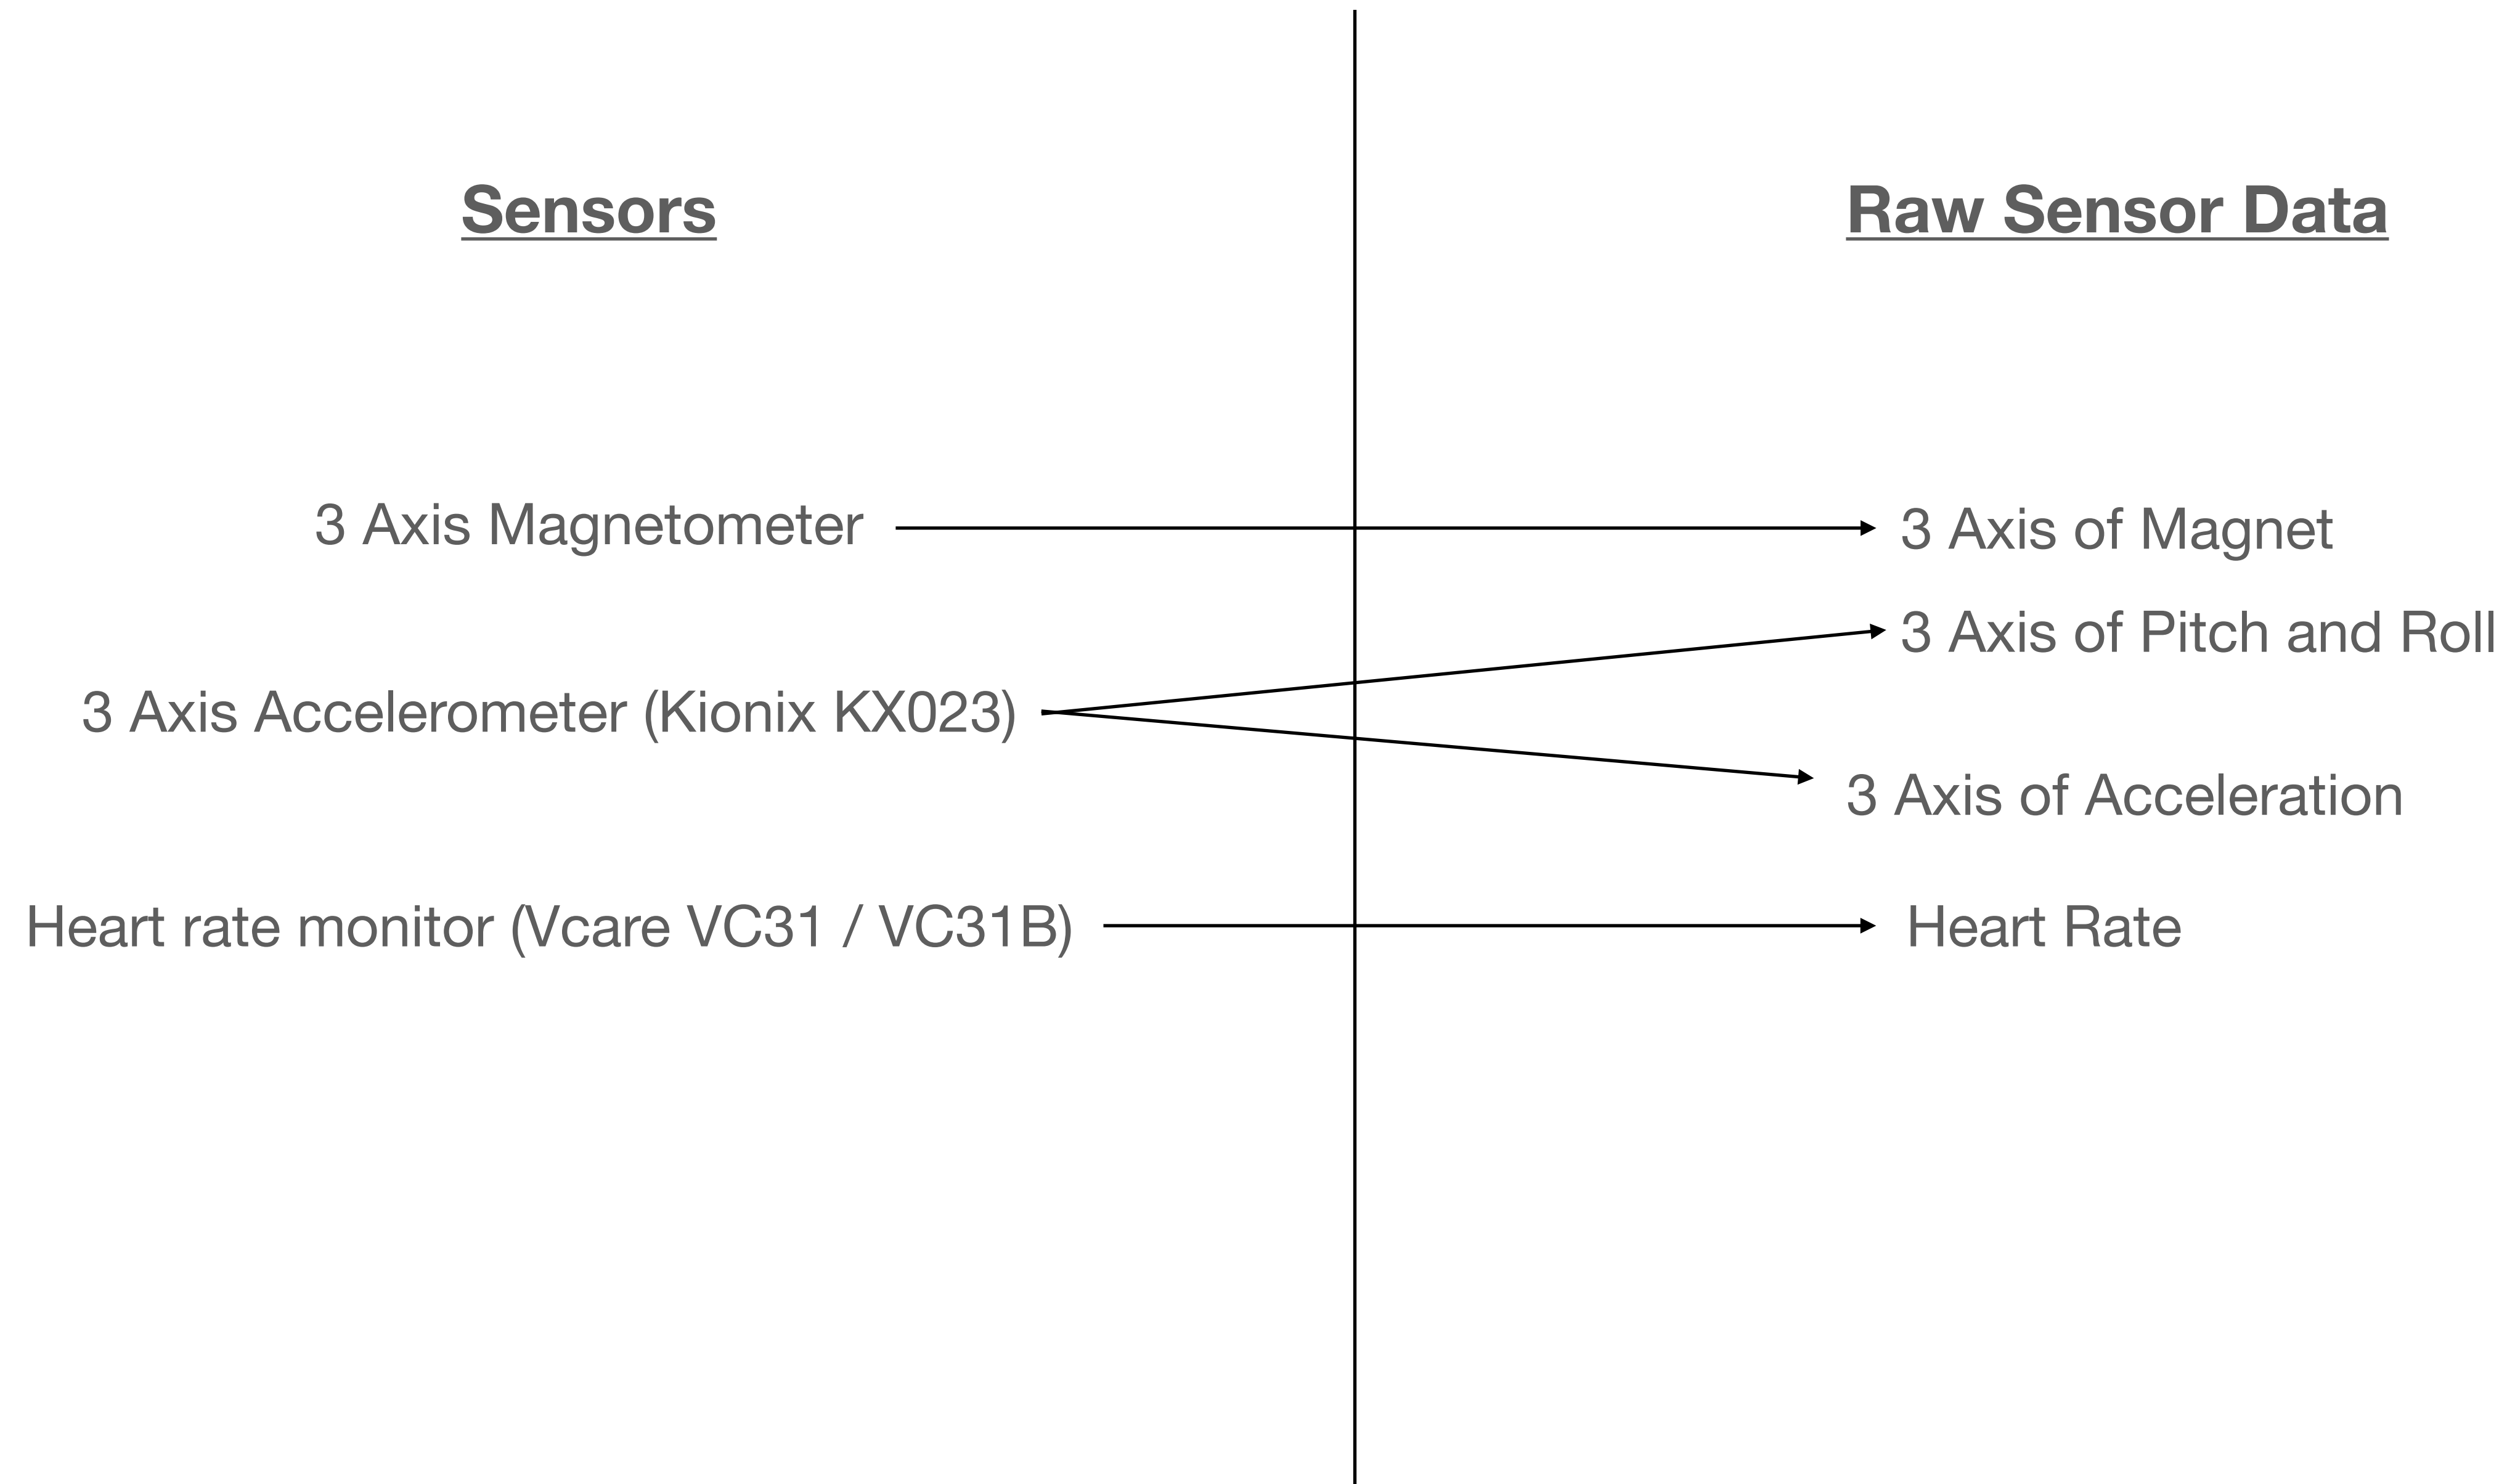 Sensors
Raw Sensor Data
3 Axis Magnetometer
3 Axis of Magnet
3 Axis of Pitch and Roll
3 Axis Accelerometer (Kionix KX023)
3 Axis of Acceleration
Heart rate monitor (Vcare VC31 / VC31B)
Heart Rate